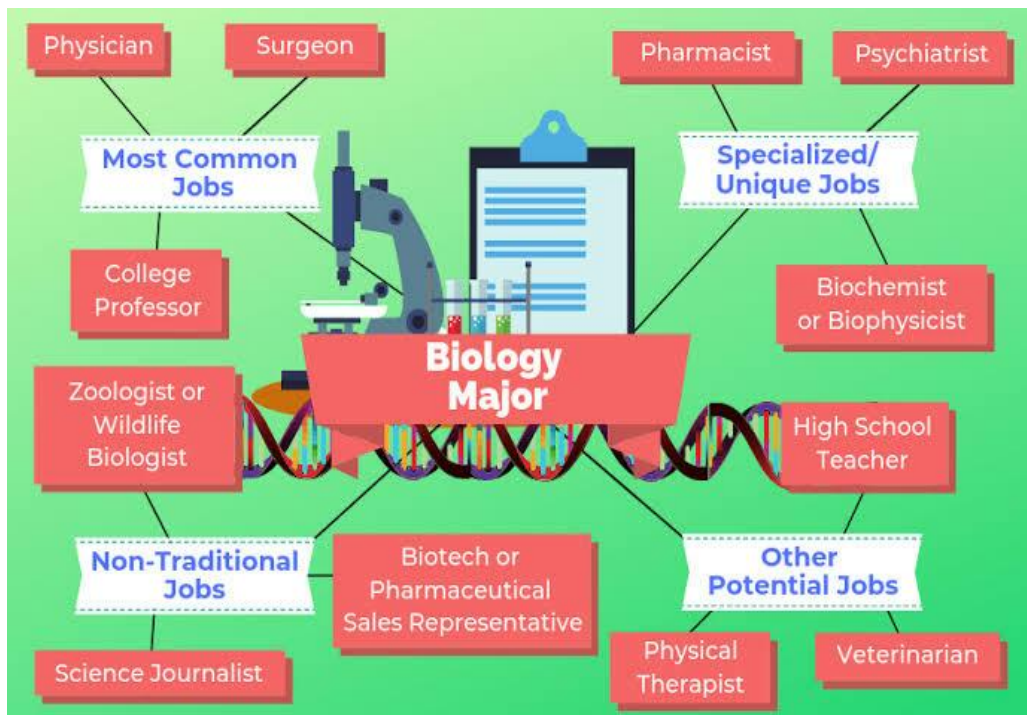 Physician
Surgeon
Most Common
Jobs
College
Professor
Pharmacist
Psychiatrist
Specialized/
Unique Jobs
Biochemist
or Biophysicist
Biology
Major
Zoologist or
Wildlife
Biologist
Non-Traditional
Jobs
Biotech or
Pharmaceutical
Sales Representative
Science Journalist
High School
Teacher
Other
Potential Jobs
Physical
Therapist
Veterinarian